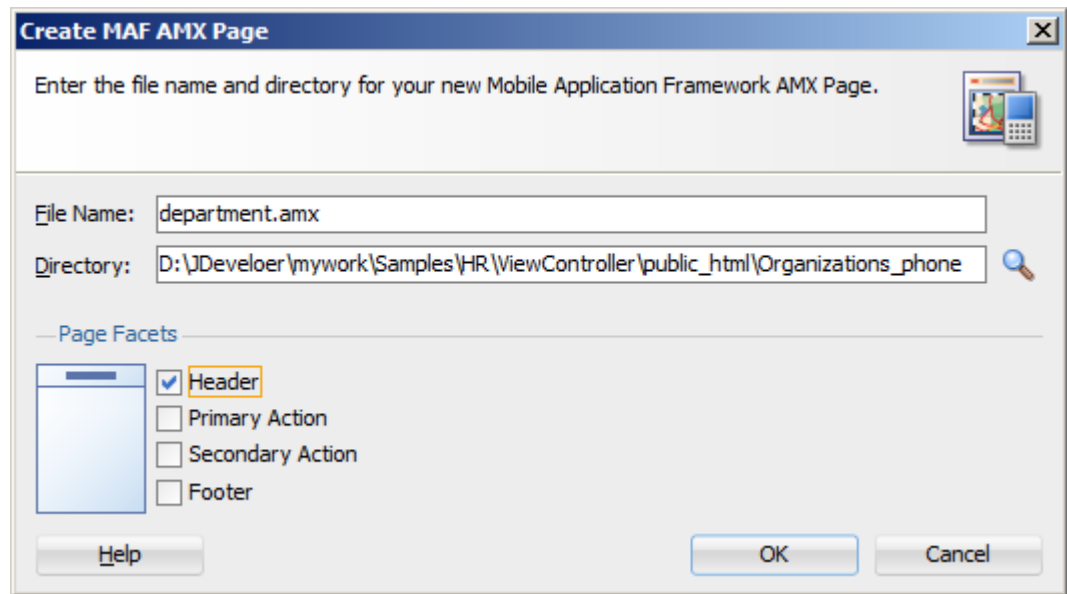 Create MAF AMX Page
Enter the file name and directory for your new Mobile Application Framework AMX Page.
File Name: department.amx
Directory: D:\JDeveloer\mywork\Samples\HR\ViewController\public_html\Organizations_phone
Page Facets
Header
Primary Action
Secondary Action
Footer
Help OK Cancel